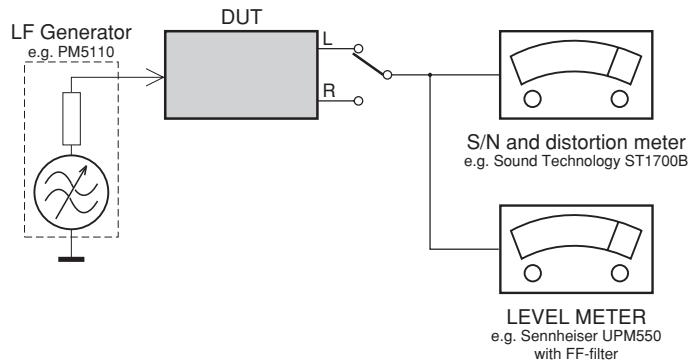 DUT
LF Generator
e.g. PM5110
L
R
S/N and distortion meter
e.g. Sound Technology ST1700B
LEVEL METER
e.g. Sennheiser UPM550
with FF-filter